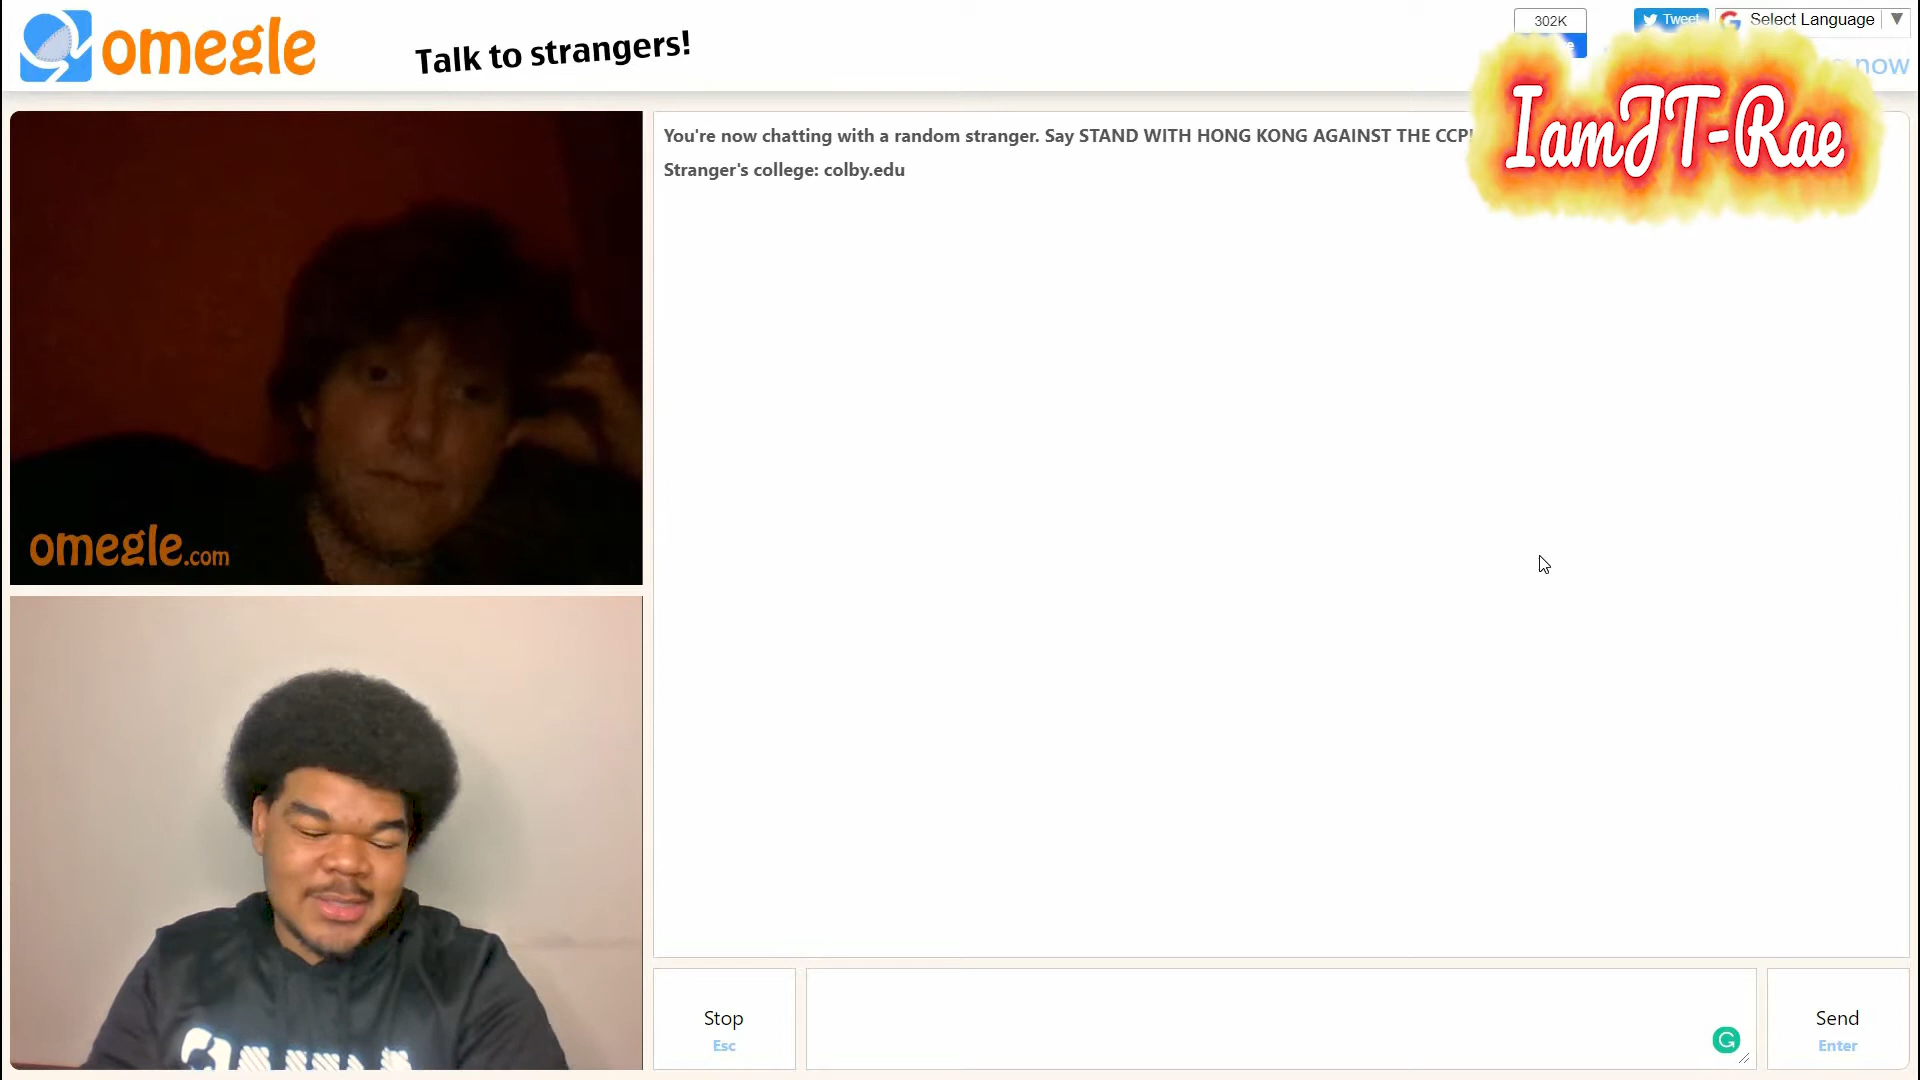 omegle
Talk to strangers!
302K
Tweet
Select Language
now
IamJT-Rae
You're now chatting with a random stranger. Say STAND WITH HONG KONG AGAINST THE CCP!
Stranger's college: colby.edu
omegle.com
Stop
Esc
Send
Enter